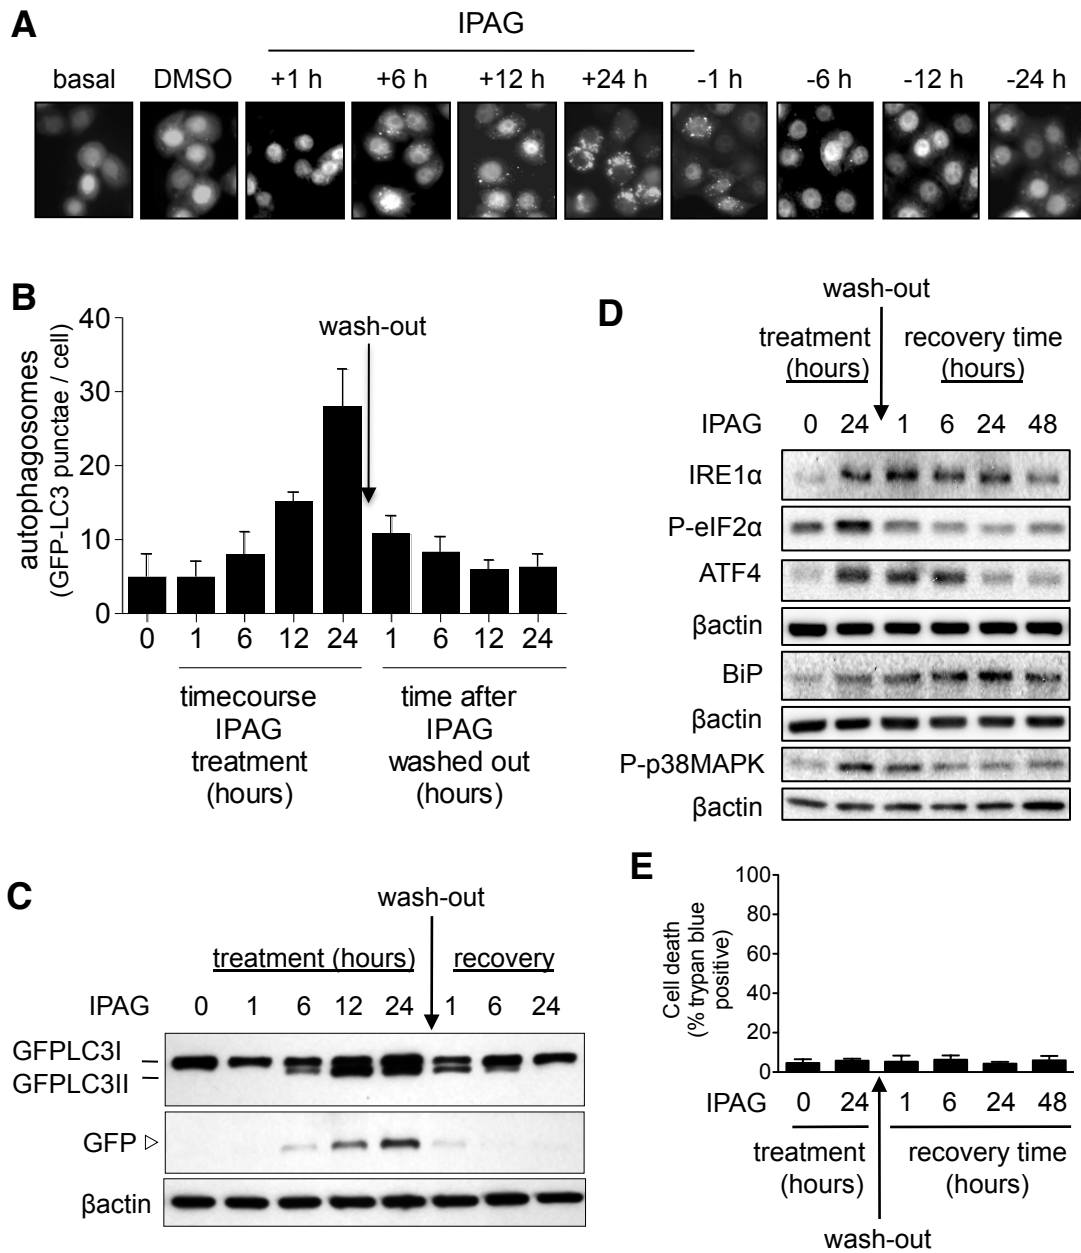 A
IPAG
basal DMSO +1 h +6 h +12 h +24 h -1 h -6 h -12 h -24 h
B
autophagosomes
(GFP-LC3 punctae / cell)
40
30
20
10
0
wash-out
0 1 6 12 24 1 6 12 24
timecourse
IPAG
treatment
(hours)
time after
IPAG
washed out
(hours)
C
wash-out
treatment (hours) recovery
IPAG 0 1 6 12 24 1 6 24
GFPLC3I
GFPLC3II
GFP
βactin
D
wash-out
treatment
(hours)
recovery time
(hours)
IPAG 0 24 1 6 24 48
IRE1α
P-eIF2α
ATF4
βactin
BiP
βactin
P-p38MAPK
βactin
E
Cell death
(% trypan blue
positive)
100
80
60
40
20
0
IPAG 0 24 1 6 24 48
treatment
(hours)
recovery time
(hours)
wash-out